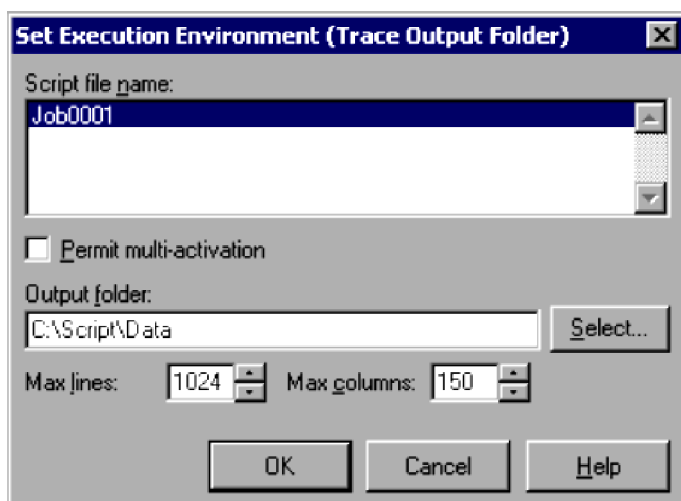 Set Execution Environment (Trace Output Folder)
Script file name:
Job0001
Permit multi-activation
Output folder:
C:\Script\Data
Select...
Max lines: 1024 Max columns: 150
OK Cancel Help